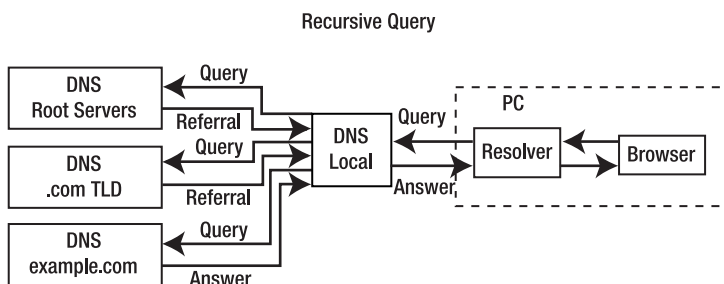 Recursive Query
DNS
Root Servers
Query
Referral
DNS
.com TLD
Query
Referral
DNS
example.com
Query
Answer
DNS
Local
Query
Answer
PC
Resolver
Browser